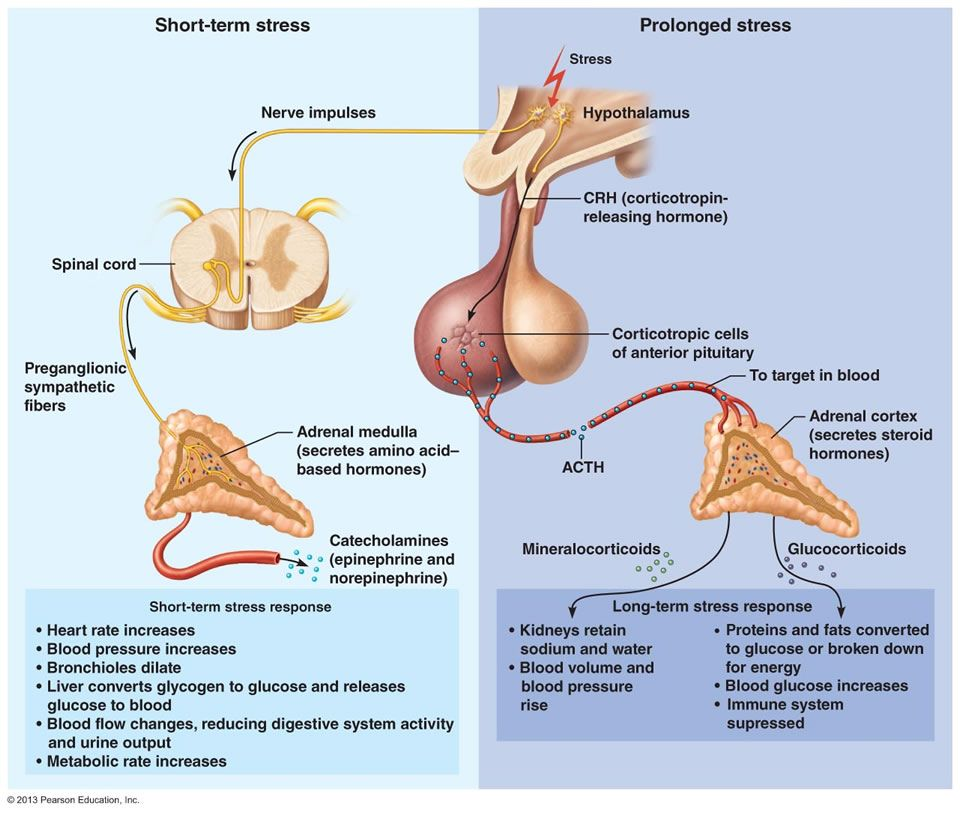 Short-term stress
Prolonged stress
Stress
Nerve impulses
Hypothalamus
CRH (corticotropin-
releasing hormone)
Spinal cord
Corticotropic cells
of anterior pituitary
Preganglionic
sympathetic
fibers
To target in blood
Adrenal medulla
(secretes amino acid–
based hormones)
Adrenal cortex
(secretes steroid
hormones)
ACTH
Catecholamines
(epinephrine and
norepinephrine)
Mineralocorticoids
Glucocorticoids
Short-term stress response
• Heart rate increases
• Blood pressure increases
• Bronchioles dilate
• Liver converts glycogen to glucose and releases
glucose to blood
• Blood flow changes, reducing digestive system activity
and urine output
• Metabolic rate increases
Long-term stress response
• Kidneys retain
sodium and water
• Blood volume and
blood pressure
rise
• Proteins and fats converted
to glucose or broken down
for energy
• Blood glucose increases
• Immune system
supressed
© 2013 Pearson Education, Inc.